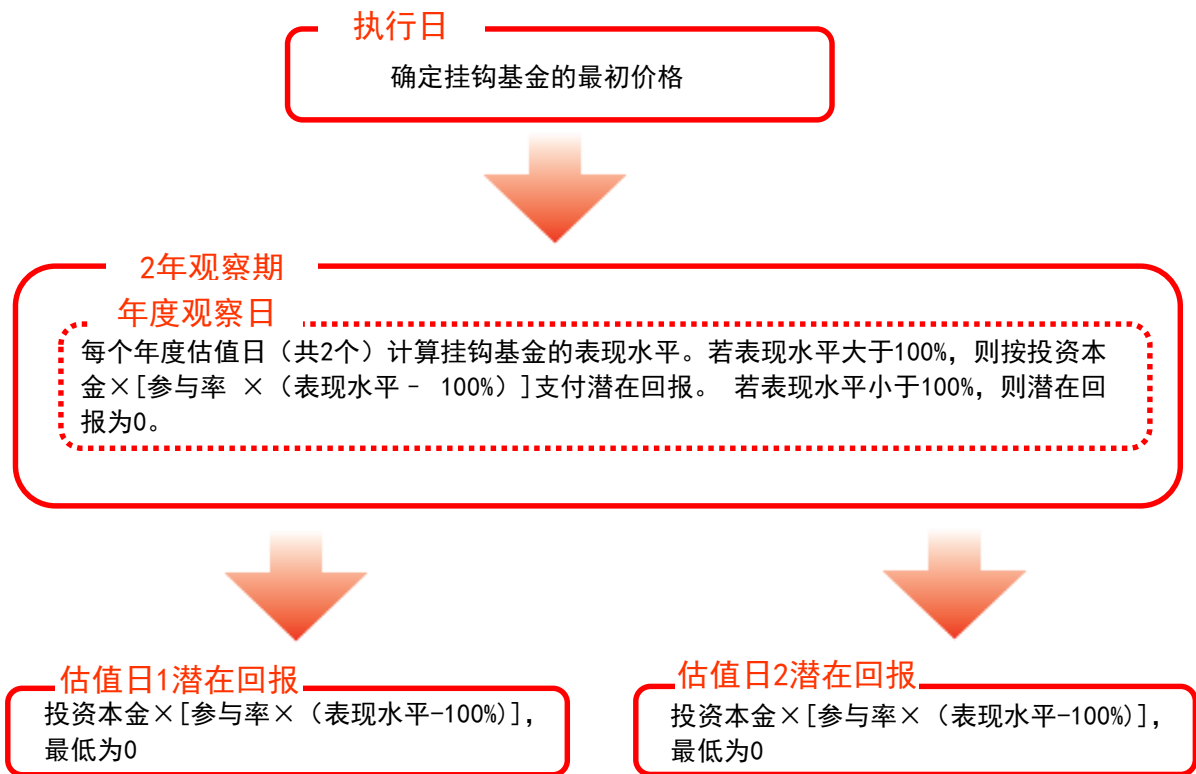 执行日
确定挂钩基金的最初价格
2年观察期
年度观察日
每个年度估值日（共2个）计算挂钩基金的表现水平。若表现水平大于100%，则按投资本
金×[参与率 ×（表现水平 – 100%）]支付潜在回报。 若表现水平小于100%，则潜在回
报为0。
估值日1潜在回报
投资本金×[参与率×（表现水平-100%)]，
最低为0
估值日2潜在回报
投资本金×[参与率×（表现水平-100%)]，
最低为0